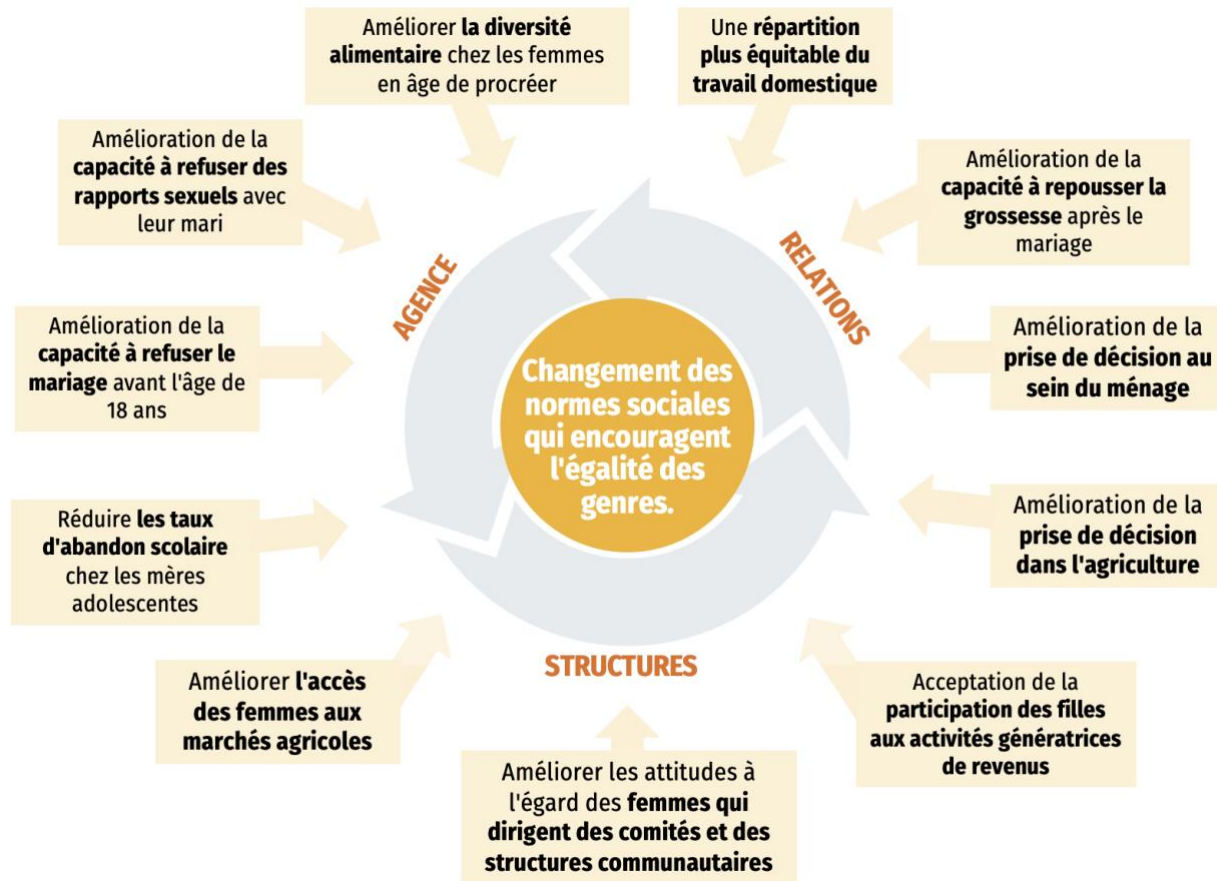 Améliorer la diversité
alimentaire chez les femmes
en âge de procréer
Une répartition
plus équitable du
travail domestique
Amélioration de la
capacité à refuser des
rapports sexuels avec
leur mari
Amélioration de la
capacité à repousser la
grossesse après le
mariage
AGENCE
RELATIONS
Amélioration de la
capacité à refuser le
mariage avant l'âge de
18 ans
Changement des
normes sociales
qui encouragent
l'égalité des
genres.
Amélioration de la
prise de décision au
sein du ménage
Réduire les taux
d'abandon scolaire
chez les mères
adolescentes
Amélioration de la
prise de décision
dans l'agriculture
STRUCTURES
Améliorer l'accès
des femmes aux
marchés agricoles
Améliorer les attitudes à
l'égard des femmes qui
dirigent des comités et des
structures communautaires
Acceptation de la
participation des filles
aux activités génératrices
de revenus